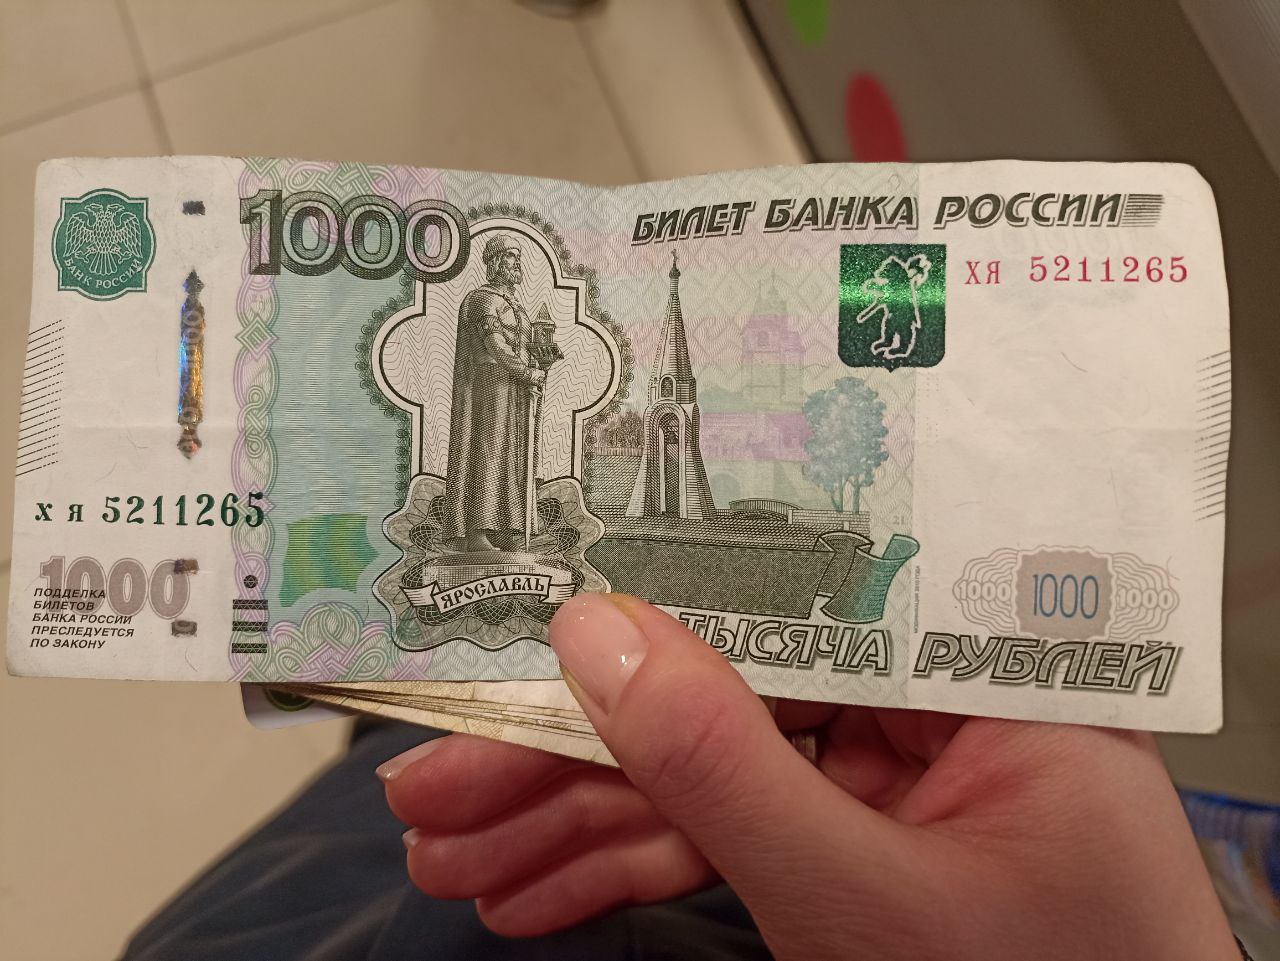 БАНК РОССИИ
1000
БИЛЕТ БАНКА РОССИИ
ХЯ 5211265
хя 5211265
1000
ПОДДЕЛКА
БИЛЕТОВ
БАНКА РОССИИ
ПРЕСЛЕДУЕТСЯ
ПО ЗАКОНУ
ЯРОСЛАВЛЬ
21
1000 1000 1000
ТЫСЯЧА РУБЛЕЙ